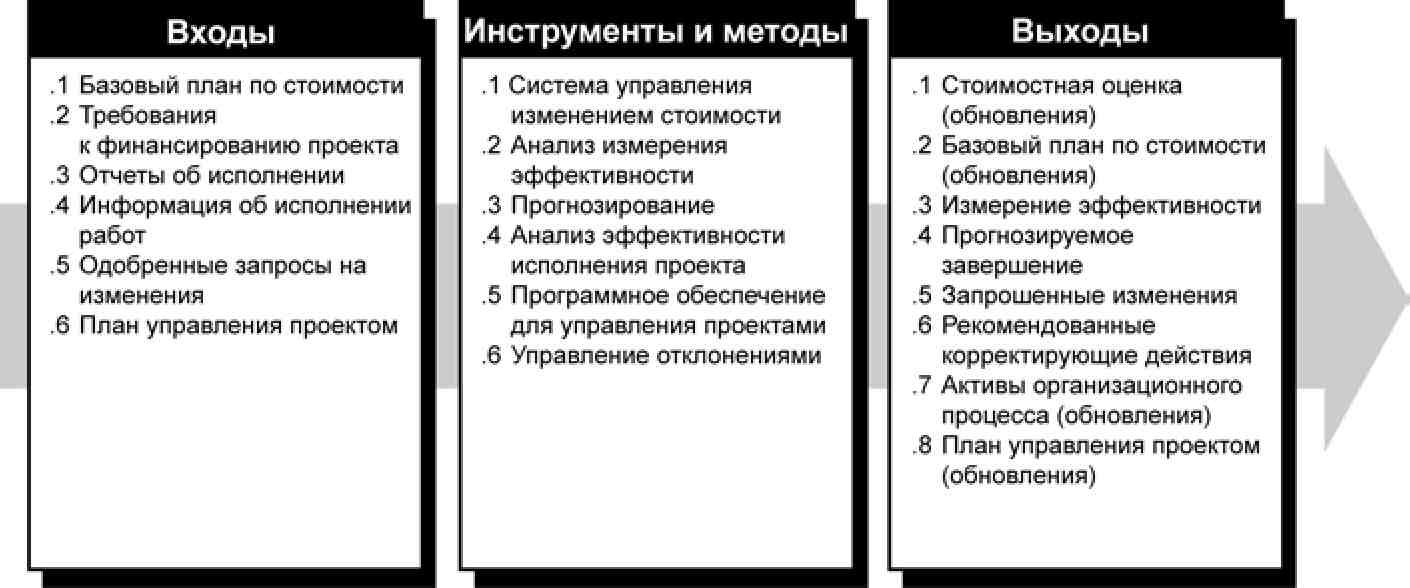 Входы
.1 Базовый план по стоимости
.2 Требования
к финансированию проекта
.3 Отчеты об исполнении
.4 Информация об исполнении
работ
.5 Одобренные запросы на
изменения
.6 План управления проектом
Инструменты и методы
.1 Система управления
изменением стоимости
.2 Анализ измерения
эффективности
.3 Прогнозирование
.4 Анализ эффективности
исполнения проекта
.5 Программное обеспечение
для управления проектами
.6 Управление отклонениями
Выходы
.1 Стоимостная оценка
(обновления)
.2 Базовый план по стоимости
(обновления)
.3 Измерение эффективности
.4 Прогнозируемое
завершение
.5 Запрошенные изменения
.6 Рекомендованные
корректирующие действия
.7 Активы организационного
процесса (обновления)
.8 План управления проектом
(обновления)